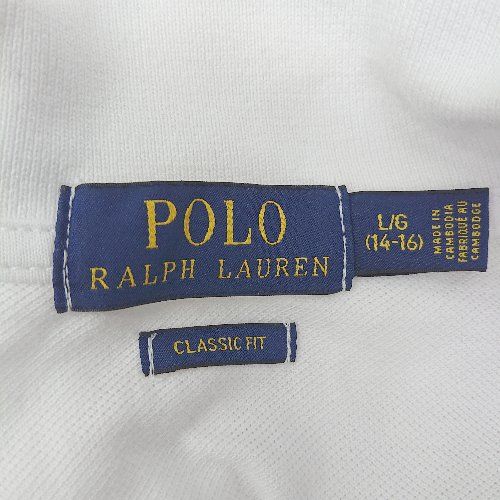 POLO
RALPH LAUREN
L/G
(14-16)
MADE IN
CAMBODIA
FABRIQUÉ AU
CAMBODGE
CLASSIC FIT